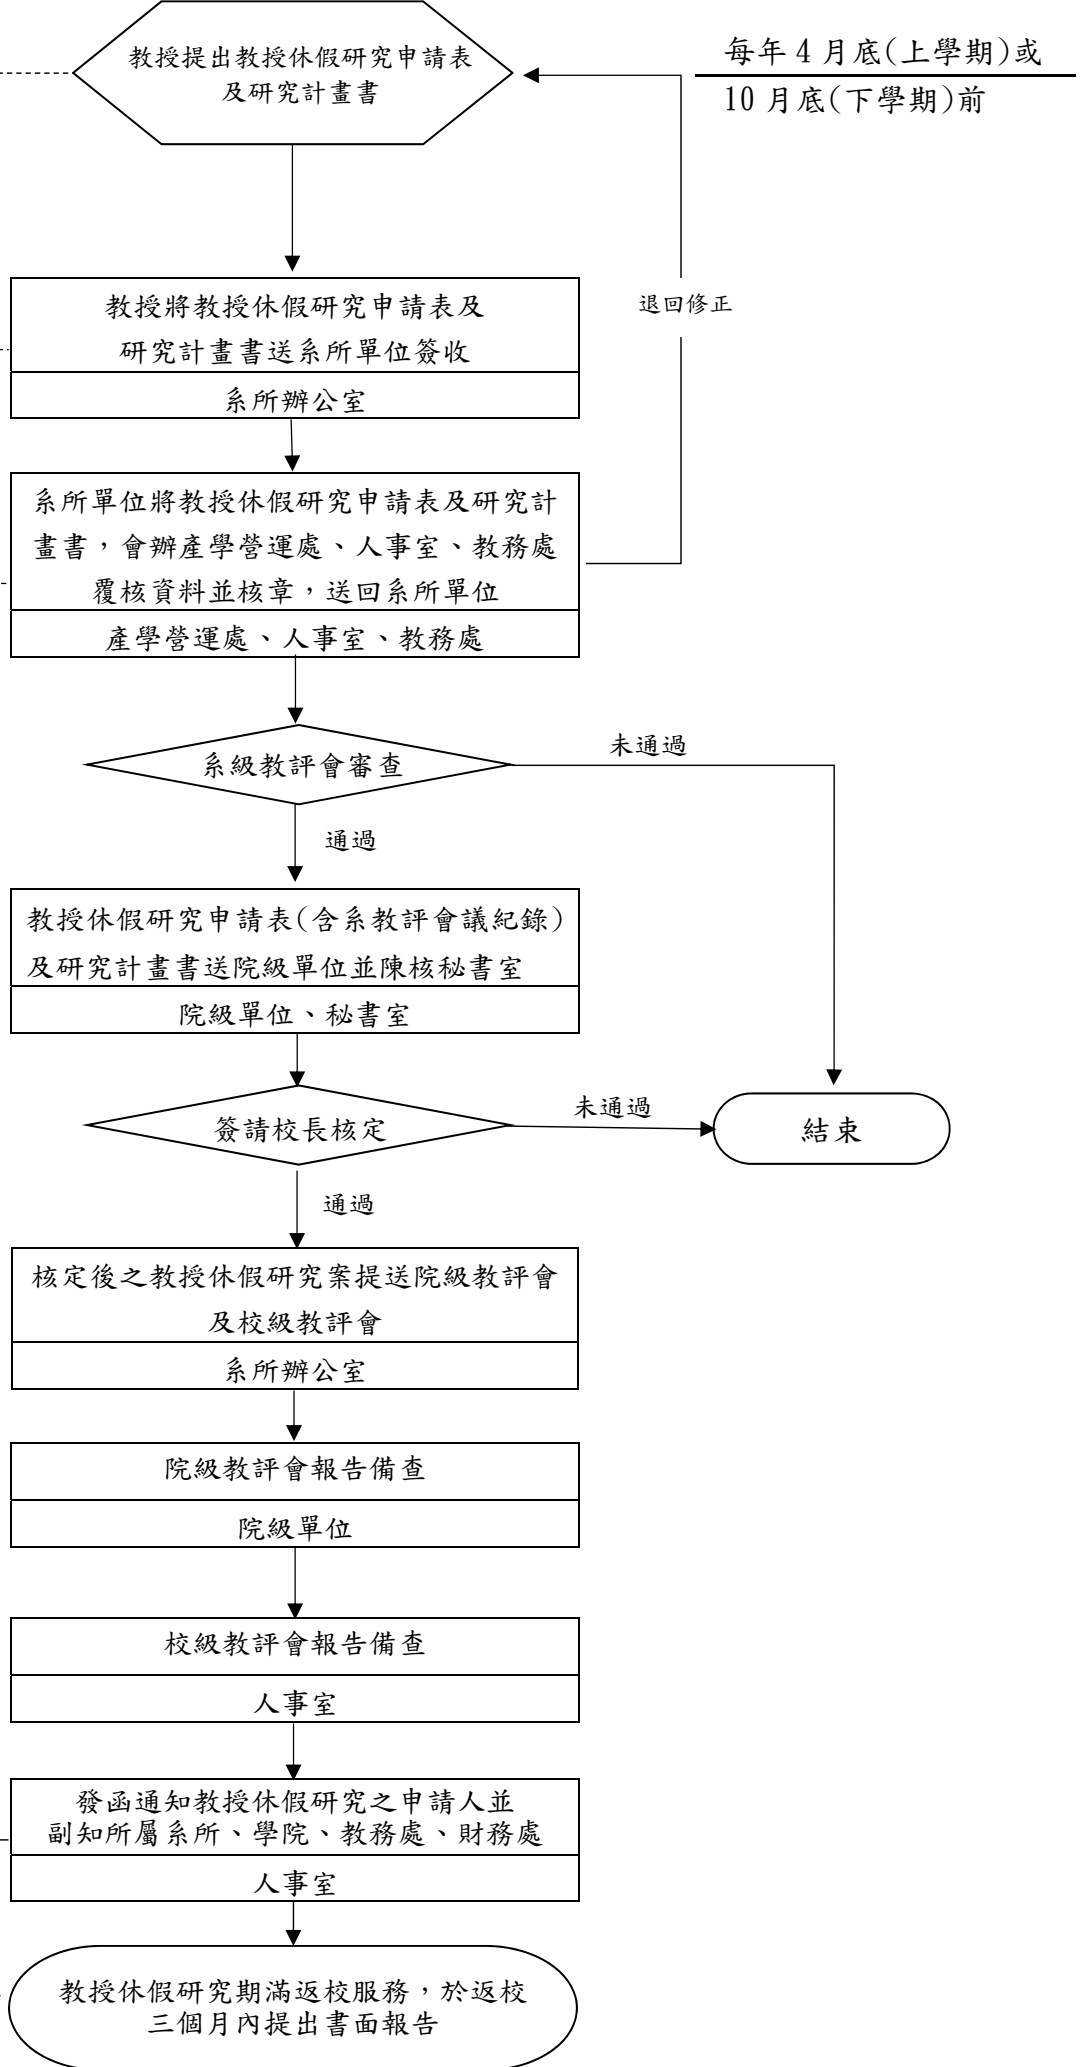 教授提出教授休假研究申請表
及研究計畫書
每年 4 月底(上學期)或
10 月底(下學期)前
教授將教授休假研究申請表及
研究計畫書送系所單位簽收
系所辦公室
退回修正
系所單位將教授休假研究申請表及研究計
畫書，會辦產學營運處、人事室、教務處
覆核資料並核章，送回系所單位
產學營運處、人事室、教務處
系級教評會審查
未通過
通過
教授休假研究申請表(含系教評會議紀錄)
及研究計畫書送院級單位並陳核秘書室
院級單位、秘書室
簽請校長核定
未通過
結束
通過
核定後之教授休假研究案提送院級教評會
及校級教評會
系所辦公室
院級教評會報告備查
院級單位
校級教評會報告備查
人事室
發函通知教授休假研究之申請人並
副知所屬系所、學院、教務處、財務處
人事室
教授休假研究期滿返校服務，於返校
三個月內提出書面報告